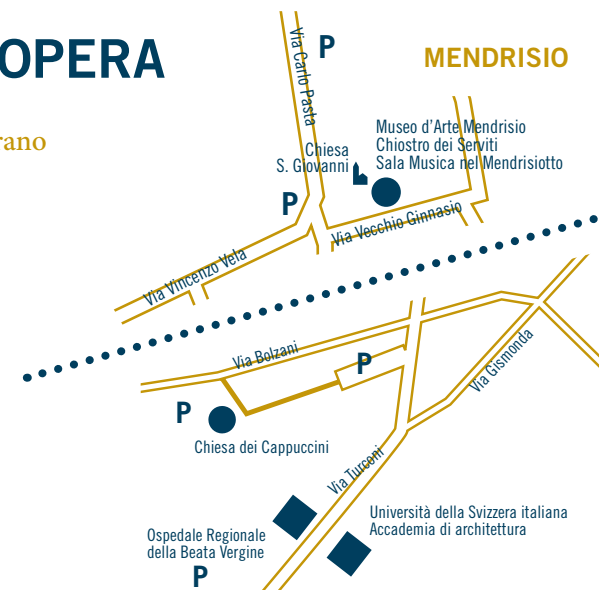 OPERA
MENDRISIO
rano
Via Carlo Pasta
P
Museo d'Arte Mendrisio
Chiostro dei Serviti
Sala Musica nel Mendrisiotto
Chiesa
S. Giovanni
P
Via Vecchio Ginnasio
Via Vincenzo Vela
Via Bolzani
P
Via Gismonda
P
Chiesa dei Cappuccini
Via Turconi
Università della Svizzera italiana
Accademia di architettura
Ospedale Regionale
della Beata Vergine
P